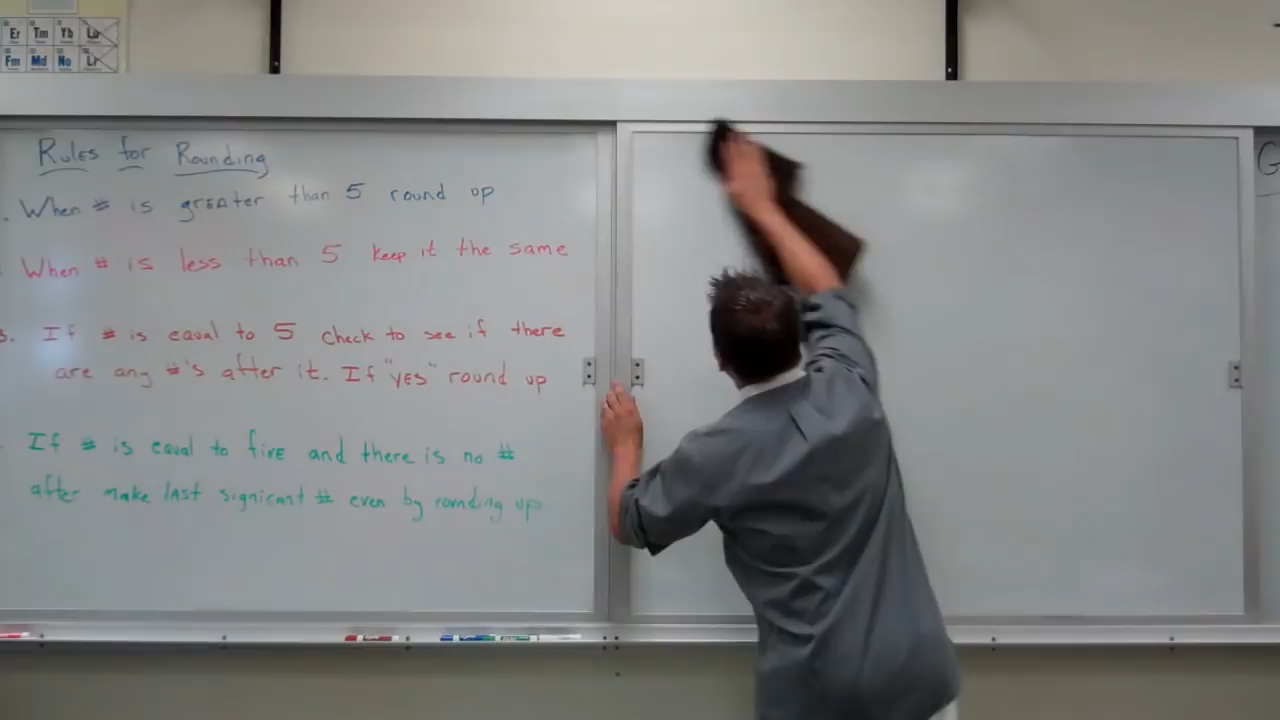 Er Tm Yb Lu
Fm Md No Lr
Rules for Rounding
. When # is greater than 5 round up
When # is less than 5 keep it the same
3. If # is equal to 5 check to see if there
are any #'s after it. If "YES" round up
If # is equal to five and there is no #
after make last signicant # even by rounding up
G